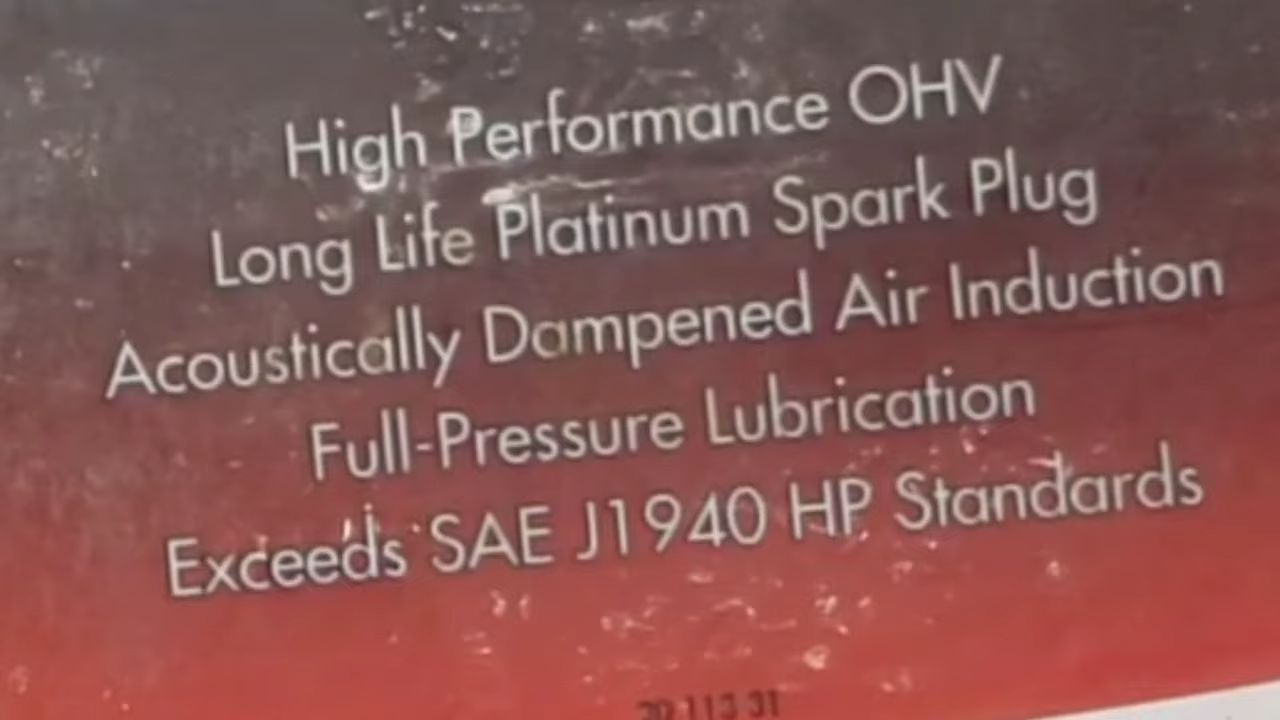 High Performance OHV
Long Life Platinum Spark Plug
Acoustically Dampened Air Induction
Full-Pressure Lubrication
Exceeds SAE J1940 HP Standards